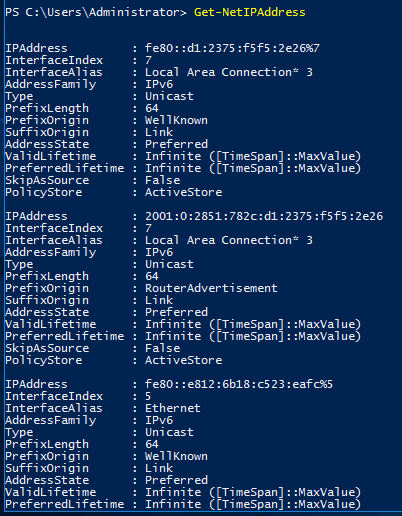 PS C:\Users\Administrator> Get-NetIPAddress
IPAddress : fe80::d1:2375:f5f5:2e26%7
InterfaceIndex : 7
InterfaceAlias : Local Area Connection* 3
AddressFamily : IPv6
Type : Unicast
PrefixLength : 64
PrefixOrigin : WellKnown
SuffixOrigin : Link
AddressState : Preferred
ValidLifetime : Infinite ([TimeSpan]::MaxValue)
PreferredLifetime : Infinite ([TimeSpan]::MaxValue)
SkipAsSource : False
PolicyStore : ActiveStore
IPAddress : 2001:0:2851:782c:d1:2375:f5f5:2e26
InterfaceIndex : 7
InterfaceAlias : Local Area Connection* 3
AddressFamily : IPv6
Type : Unicast
PrefixLength : 64
PrefixOrigin : RouterAdvertisement
SuffixOrigin : Link
AddressState : Preferred
ValidLifetime : Infinite ([TimeSpan]::MaxValue)
PreferredLifetime : Infinite ([TimeSpan]::MaxValue)
SkipAsSource : False
PolicyStore : ActiveStore
IPAddress : fe80::e812:6b18:c523:eafc%5
InterfaceIndex : 5
InterfaceAlias : Ethernet
AddressFamily : IPv6
Type : Unicast
PrefixLength : 64
PrefixOrigin : WellKnown
SuffixOrigin : Link
AddressState : Preferred
ValidLifetime : Infinite ([TimeSpan]::MaxValue)
PreferredLifetime : Infinite ([TimeSpan]::MaxValue)